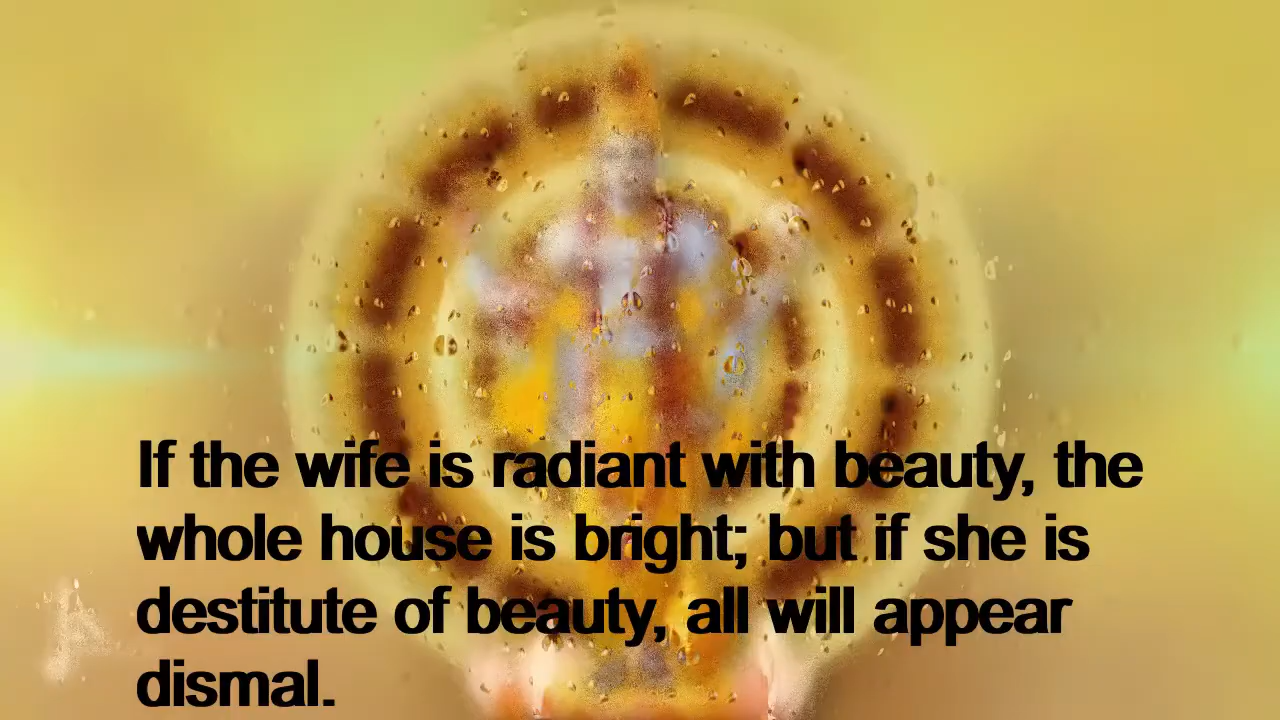 If the wife is radiant with beauty, the
whole house is bright; but if she is
destitute of beauty, all will appear
dismal.